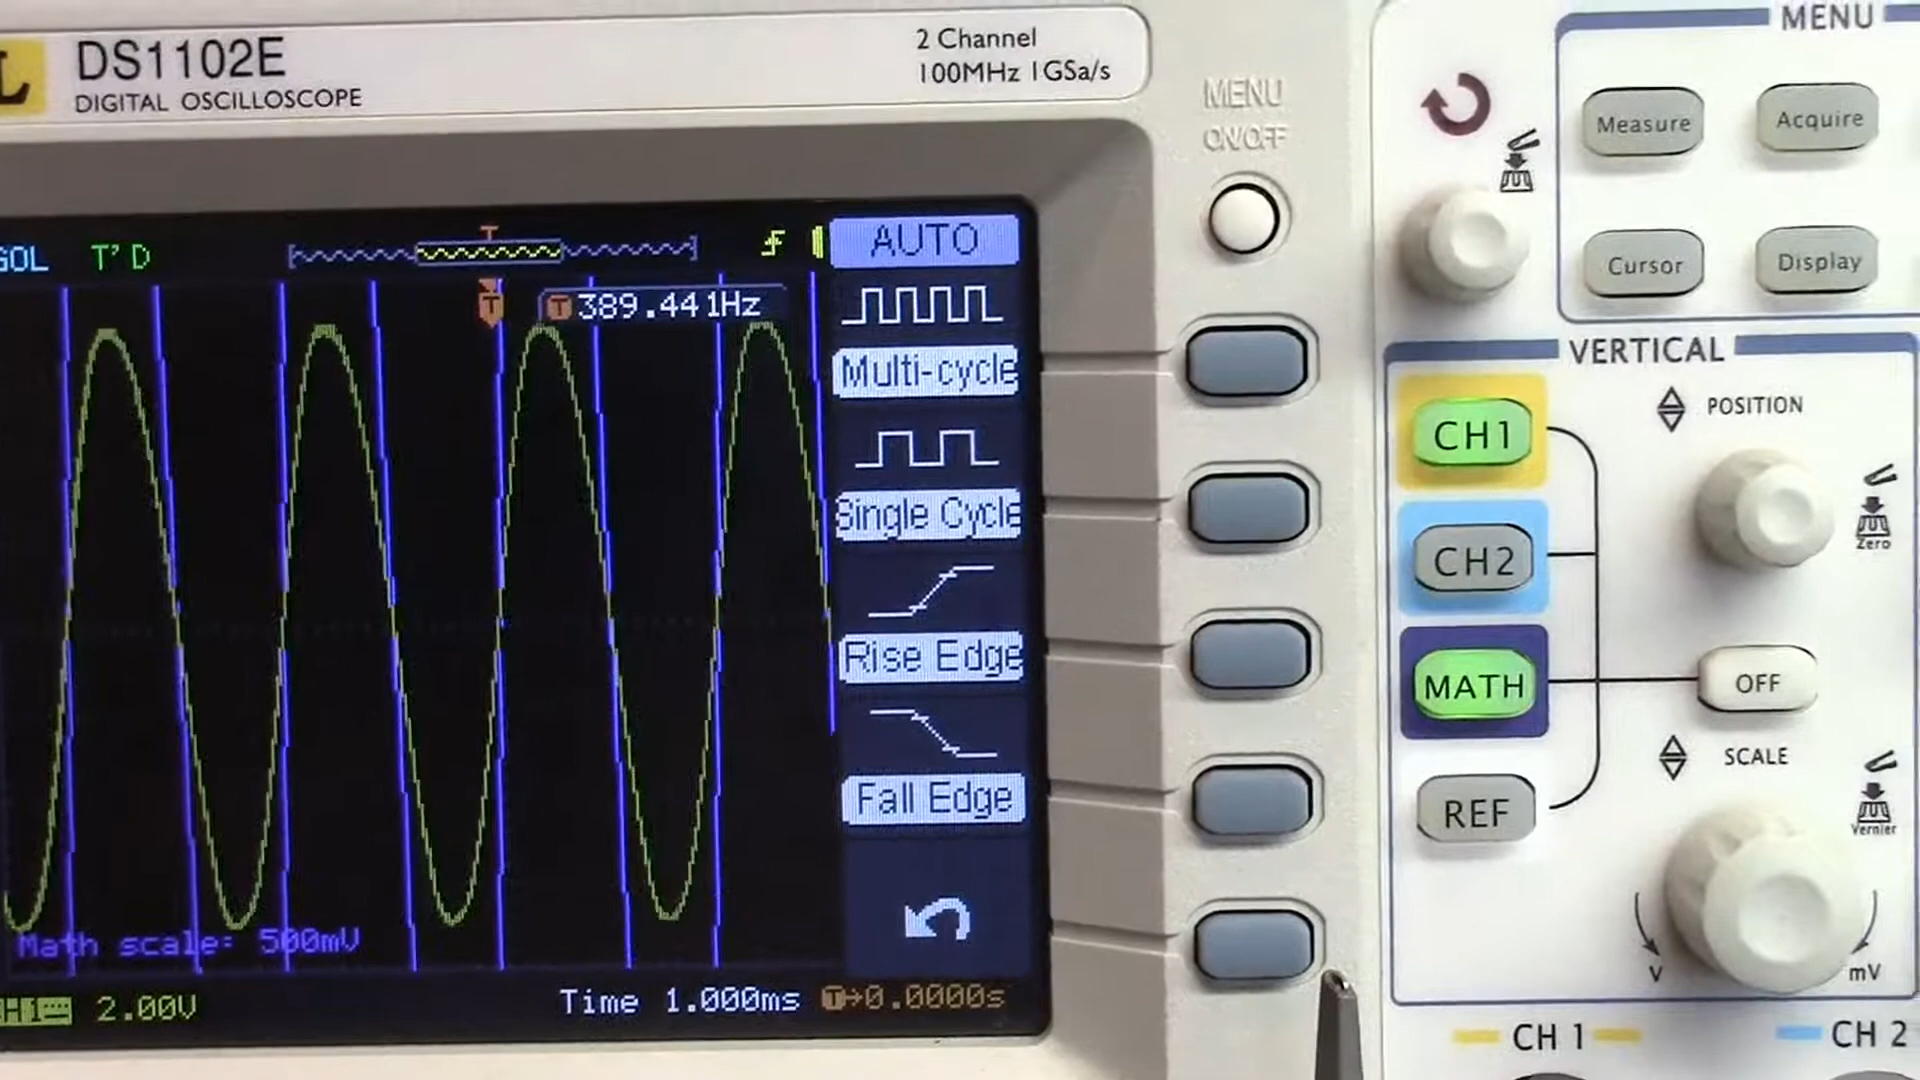 L DS1102E
DIGITAL OSCILLOSCOPE
2 Channel
100MHz 1GSa/s
GOL T' D
T
T
T 389.441Hz
AUTO
Multi-cycle
Single Cycle
Rise Edge
Fall Edge
Math scale: 500mV
2.00V
Time 1.000ms T→0.0000s
MENU
ON/OFF
MENU
Measure
Acquire
Cursor
Display
VERTICAL
POSITION
CH1
Zero
CH2
MATH
OFF
SCALE
REF
Vernier
V
mV
CH 1
CH 2